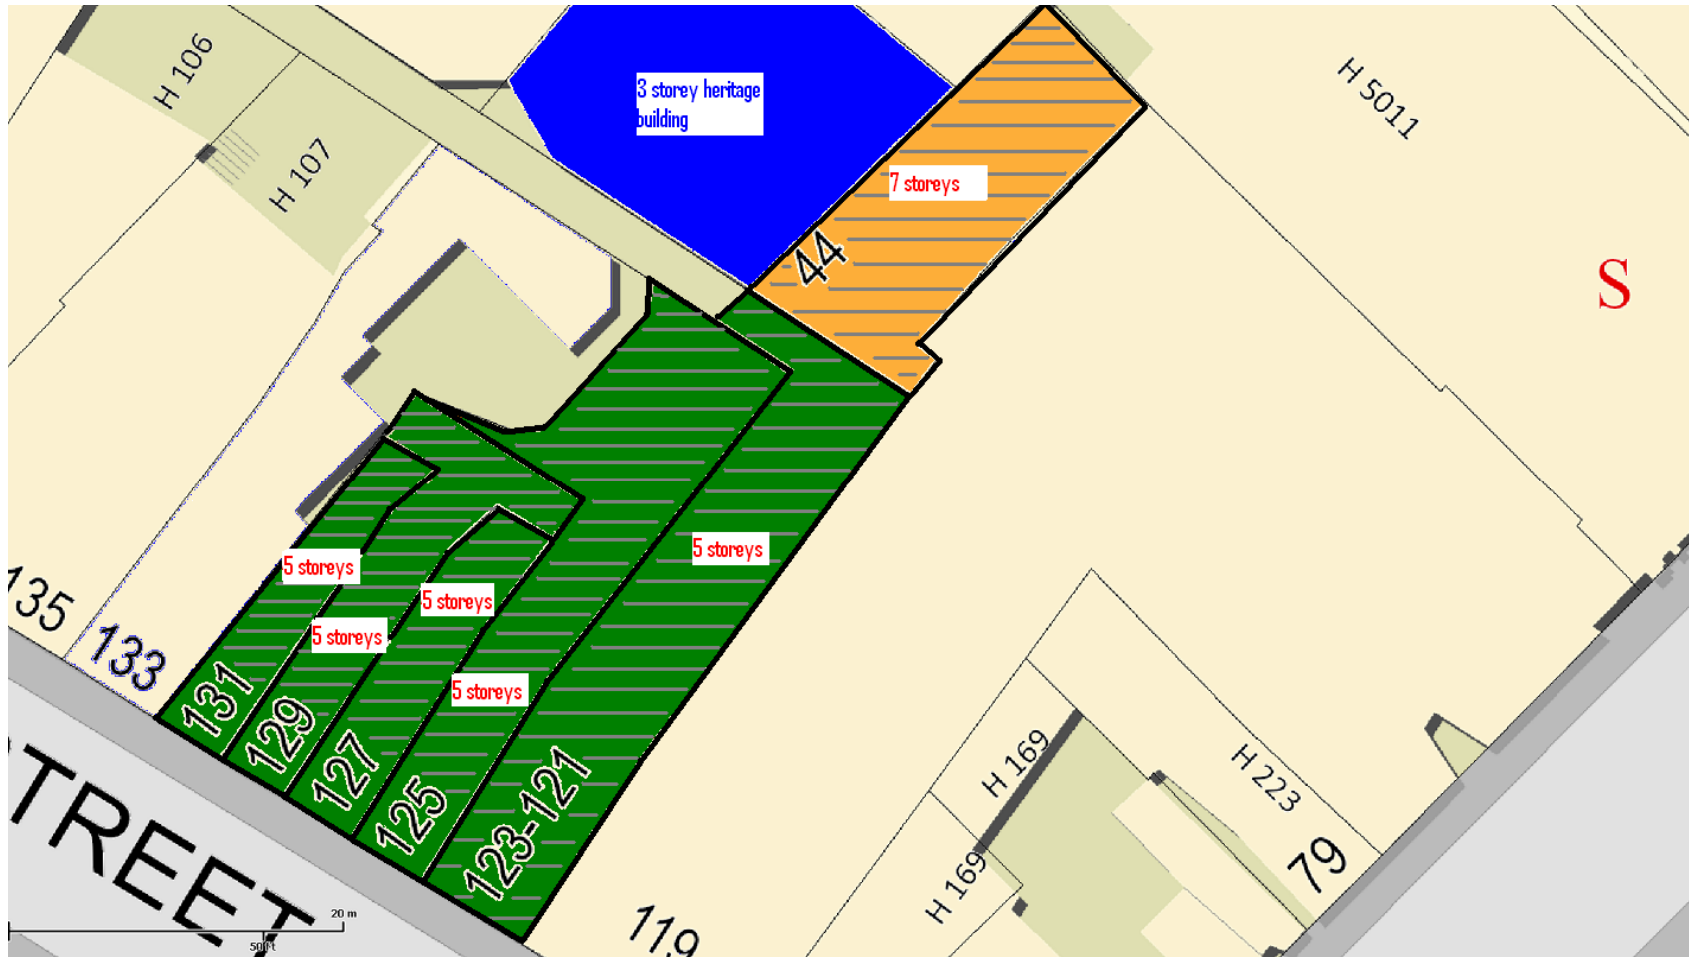 H 106
H 107
3 storey heritage
building
H 5011
7 storeys
44
S
5 storeys
5 storeys
5 storeys
5 storeys
5 storeys
135
133
131
129
127
125
123-121
119
H 169
H 169
H 223
79
TREET
20 m
50 ft